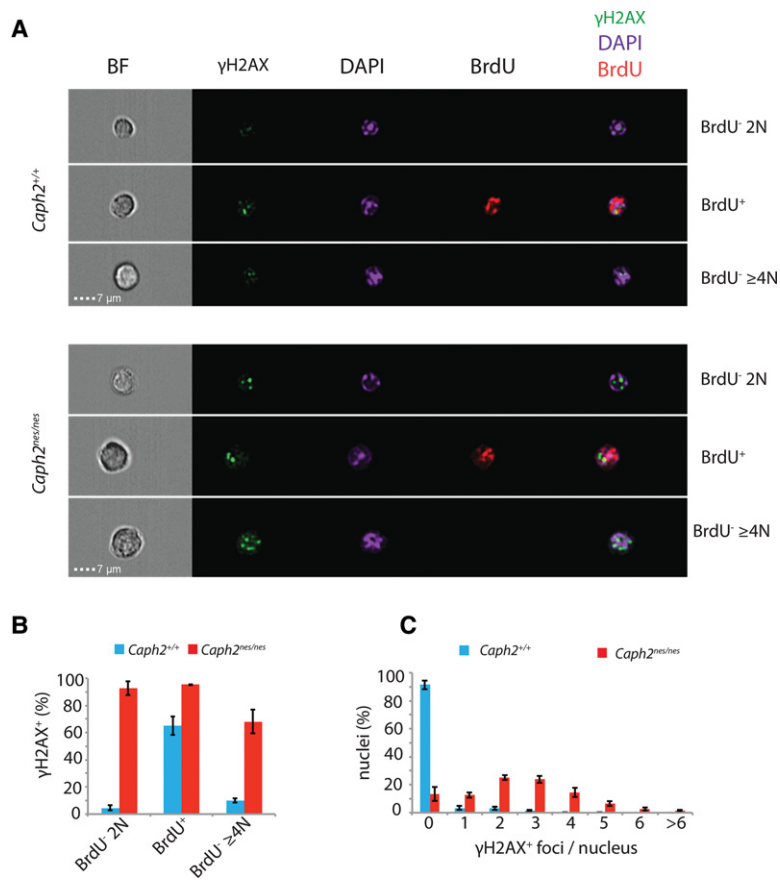 A
BF γH2AX DAPI BrdU γH2AX
DAPI
BrdU
Caph2+/+
BrdU- 2N
BrdU+
BrdU- ≥4N
7 µm
Caph2nes/nes
BrdU- 2N
BrdU+
BrdU- ≥4N
7 µm
B
Caph2+/+ Caph2nes/nes
γH2AX+ (%)
100
80
60
40
20
0
BrdU- 2N
BrdU+
BrdU- ≥4N
C
Caph2+/+ Caph2nes/nes
nuclei (%)
100
80
60
40
20
0
0 1 2 3 4 5 6 >6
γH2AX+ foci / nucleus